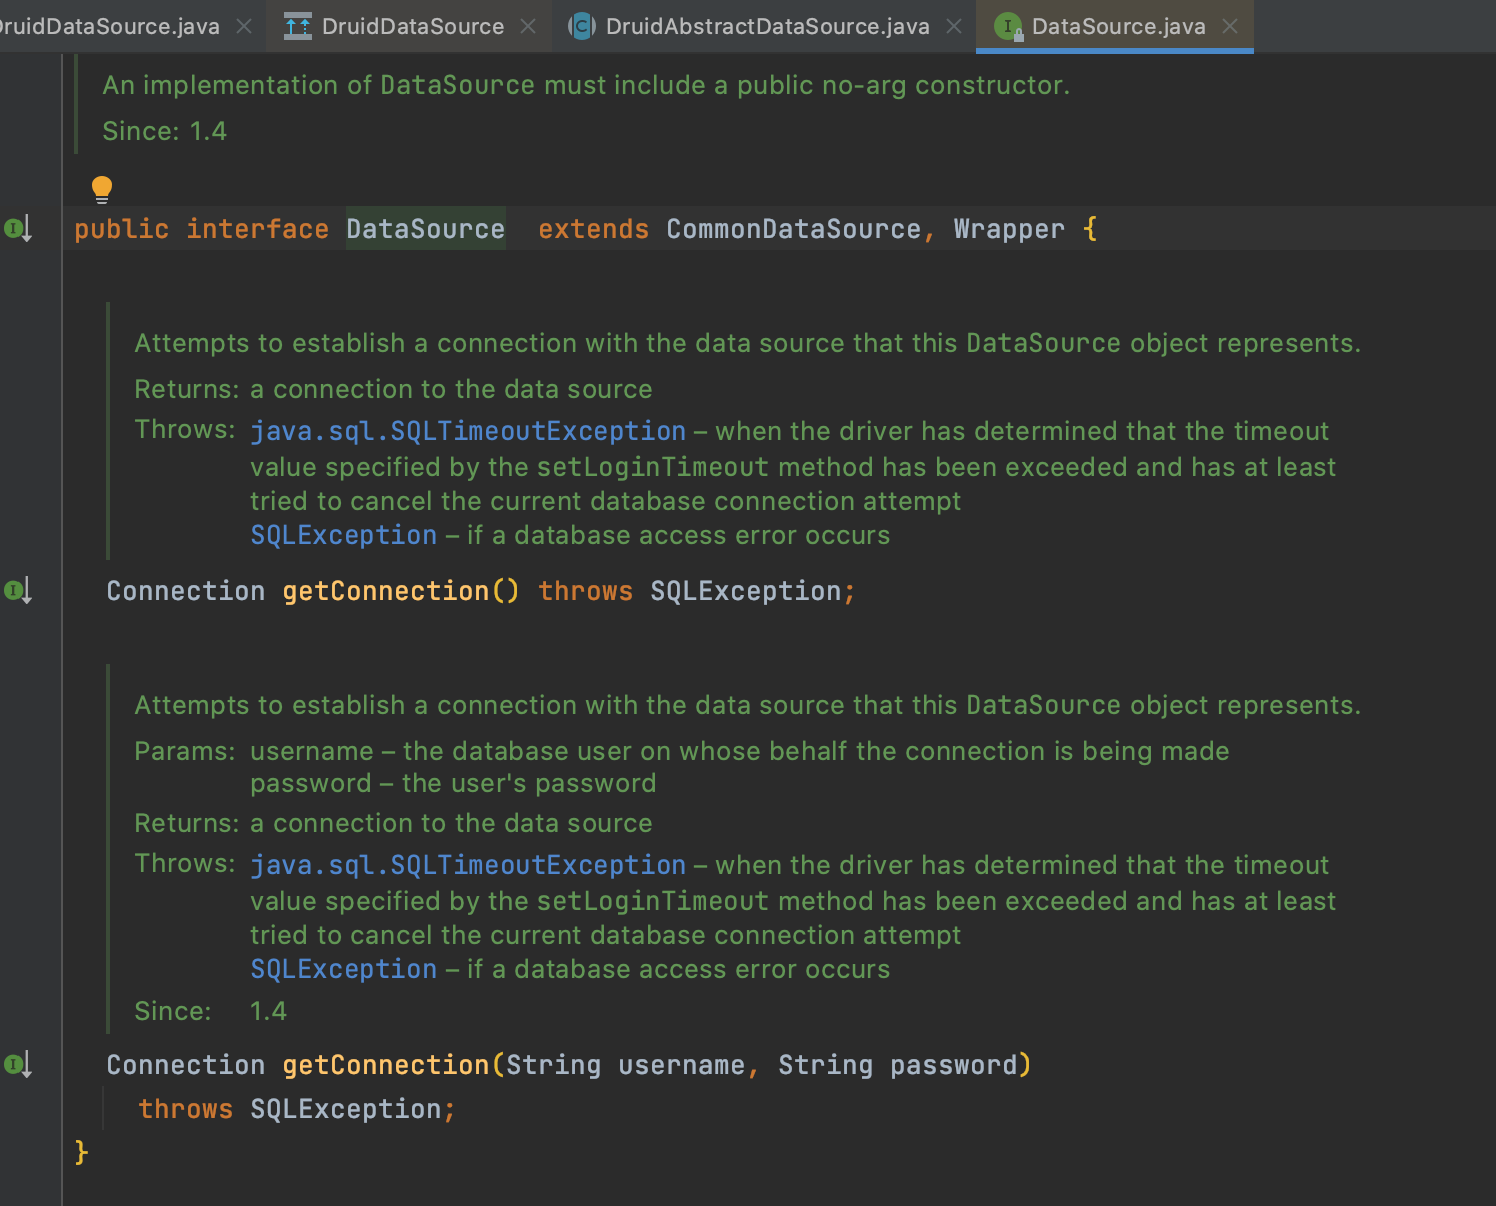 DruidDataSource.java
DruidDataSource
DruidAbstractDataSource.java
DataSource.java
An implementation of DataSource must include a public no-arg constructor.
Since: 1.4
public interface DataSource  extends CommonDataSource, Wrapper {
Attempts to establish a connection with the data source that this DataSource object represents.
Returns: a connection to the data source
Throws: java.sql.SQLTimeoutException – when the driver has determined that the timeout
value specified by the setLoginTimeout method has been exceeded and has at least
tried to cancel the current database connection attempt
SQLException – if a database access error occurs
Connection getConnection() throws SQLException;
Attempts to establish a connection with the data source that this DataSource object represents.
Params: username – the database user on whose behalf the connection is being made
password – the user's password
Returns: a connection to the data source
Throws: java.sql.SQLTimeoutException – when the driver has determined that the timeout
value specified by the setLoginTimeout method has been exceeded and has at least
tried to cancel the current database connection attempt
SQLException – if a database access error occurs
Since: 1.4
Connection getConnection(String username, String password)
throws SQLException;
}